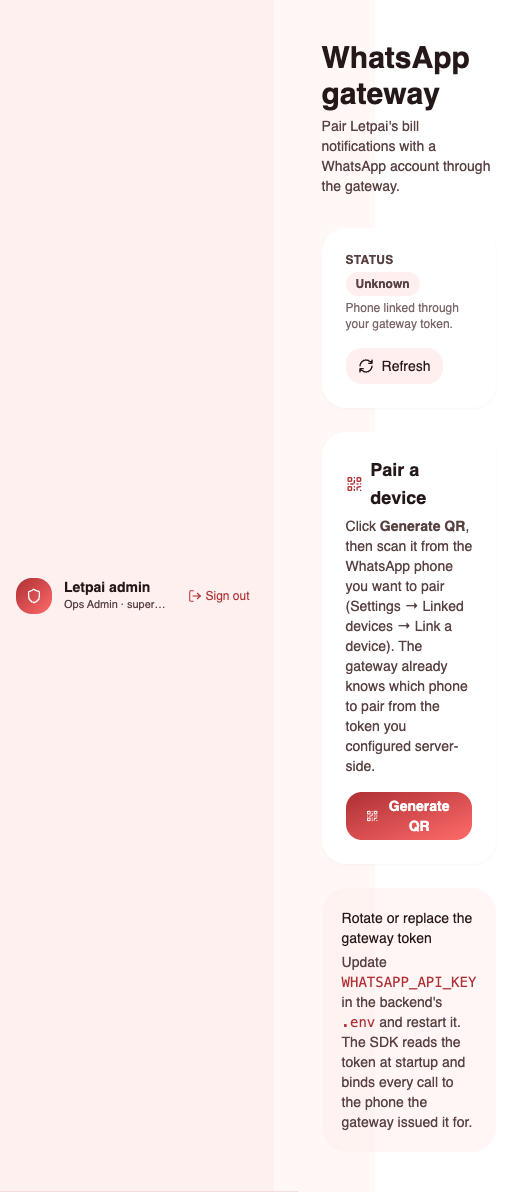 WhatsApp
gateway
Pair Letpai's bill
notifications with a
WhatsApp account through
the gateway.
STATUS
Unknown
Phone linked through
your gateway token.
Refresh
Pair a
device
Click Generate QR,
then scan it from the
WhatsApp phone
you want to pair
(Settings → Linked
devices → Link a
device). The
gateway already
knows which phone
to pair from the
token you
configured server-
side.
Generate
QR
Letpai admin
Ops Admin · super…
Sign out
Rotate or replace the
gateway token
Update
WHATSAPP_API_KEY
in the backend's
.env and restart it.
The SDK reads the
token at startup and
binds every call to
the phone the
gateway issued it for.